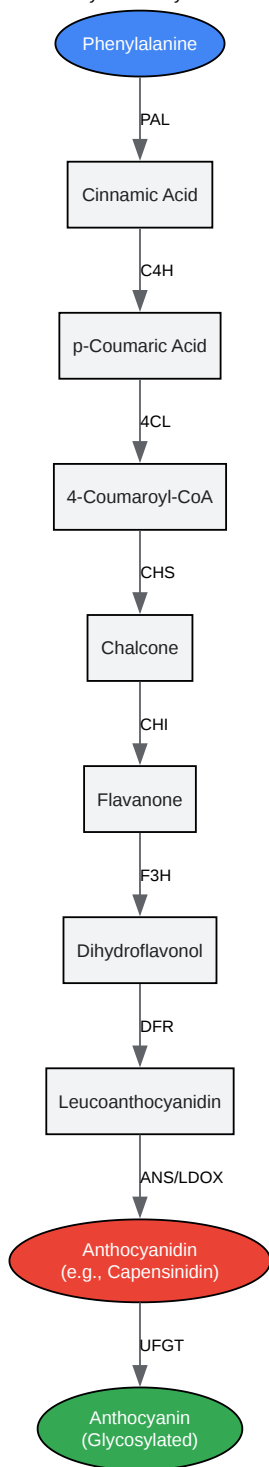 Phenylalanine
PAL
Cinnamic Acid
C4H
p-Coumaric Acid
4CL
4-Coumaroyl-CoA
CHS
Chalcone
CHI
Flavanone
F3H
Dihydroflavonol
DFR
Leucoanthocyanidin
ANS/LDOX
Anthocyanidin
(e.g., Capensinidin)
UFGT
Anthocyanin
(Glycosylated)